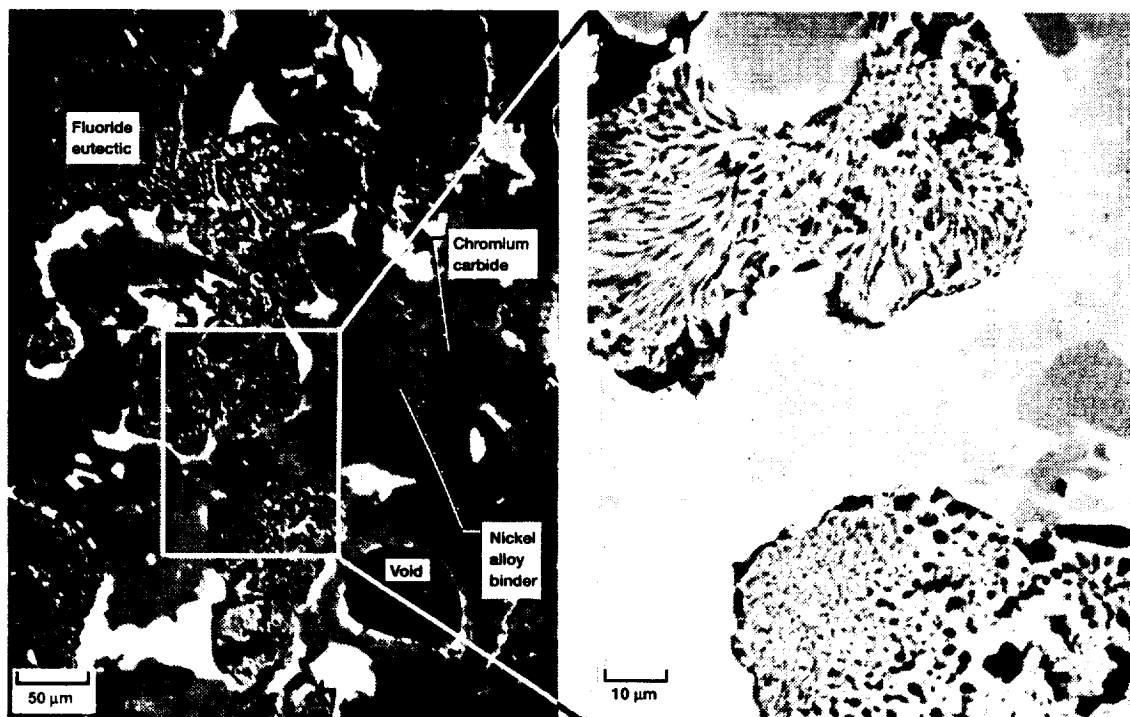 Fluoride
eutectic
Chromium
carbide
Nickel
alloy
binder
Void
50 μm
10 μm